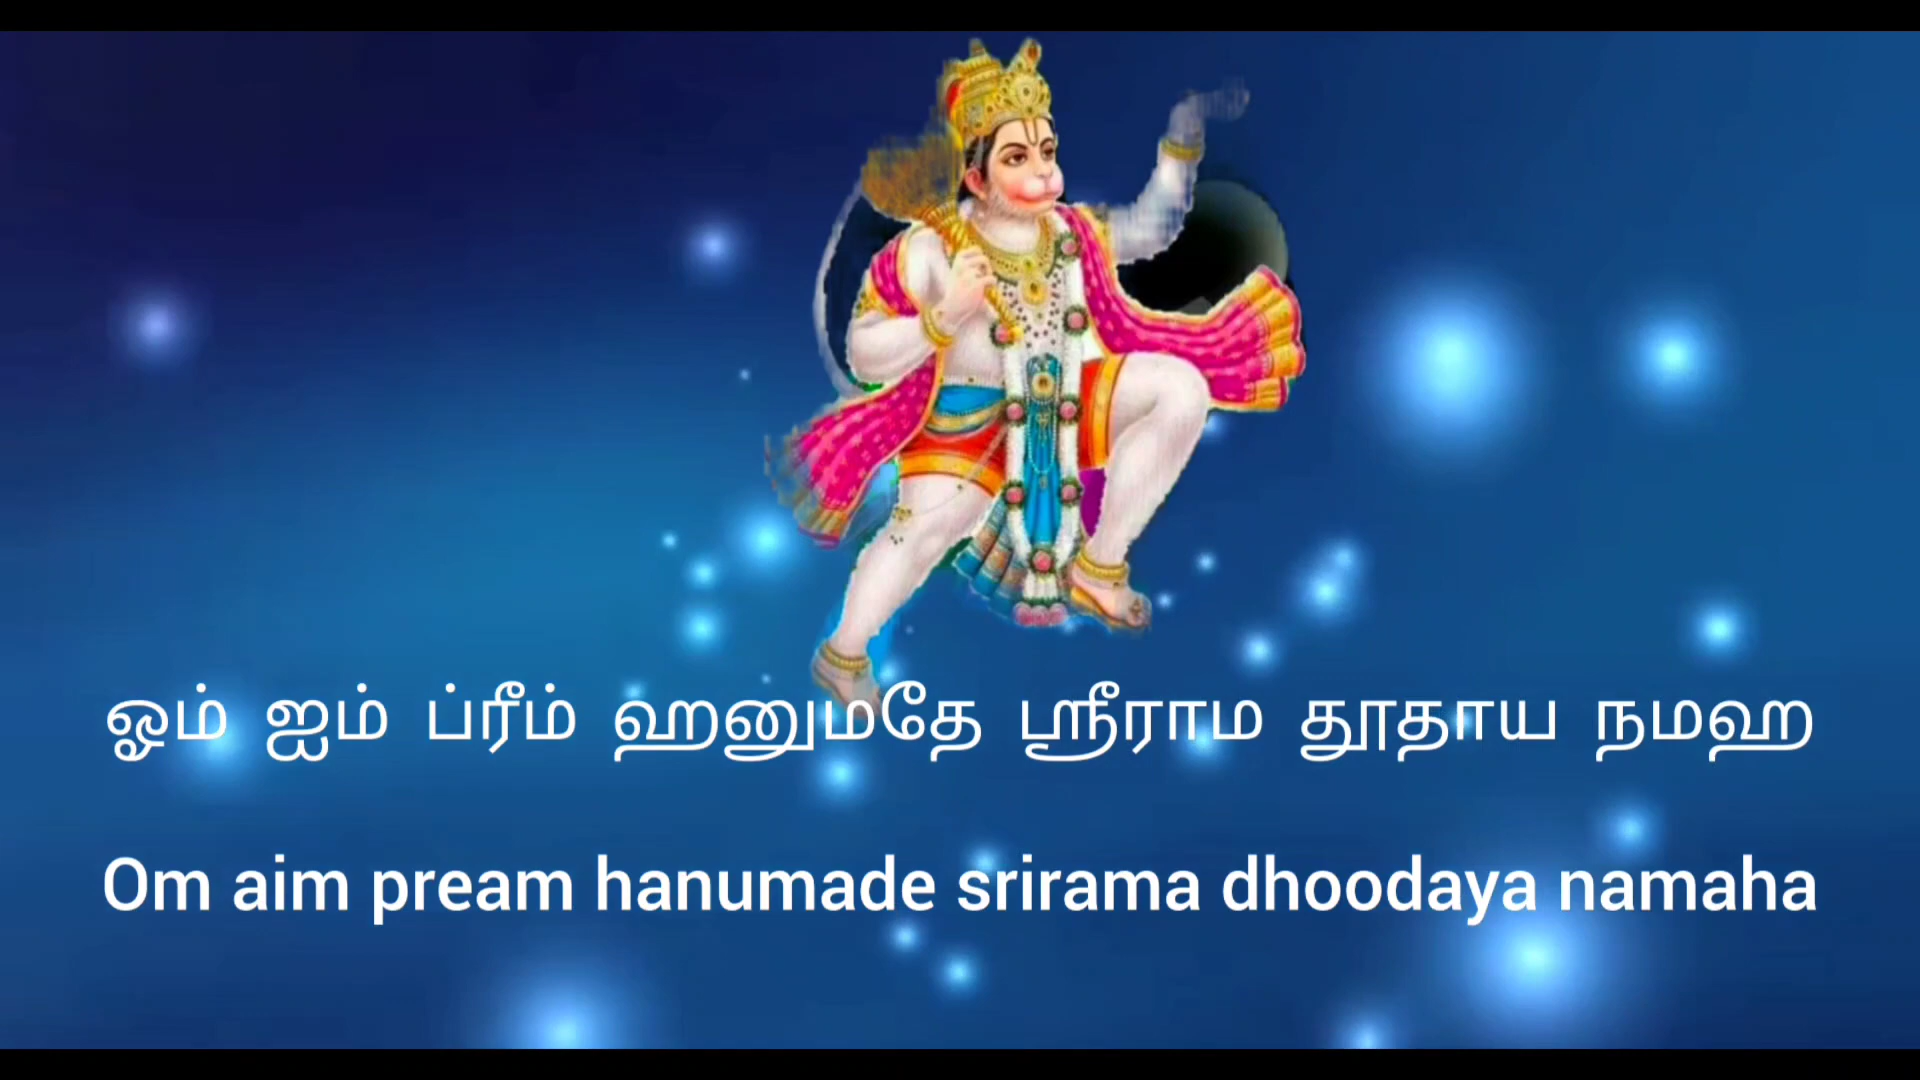 ஓம் ஐம் ப்ரீம் ஹனுமதே ஸ்ரீராம தூதாய நமஹ
Om aim pream hanumade srirama dhoodaya namaha